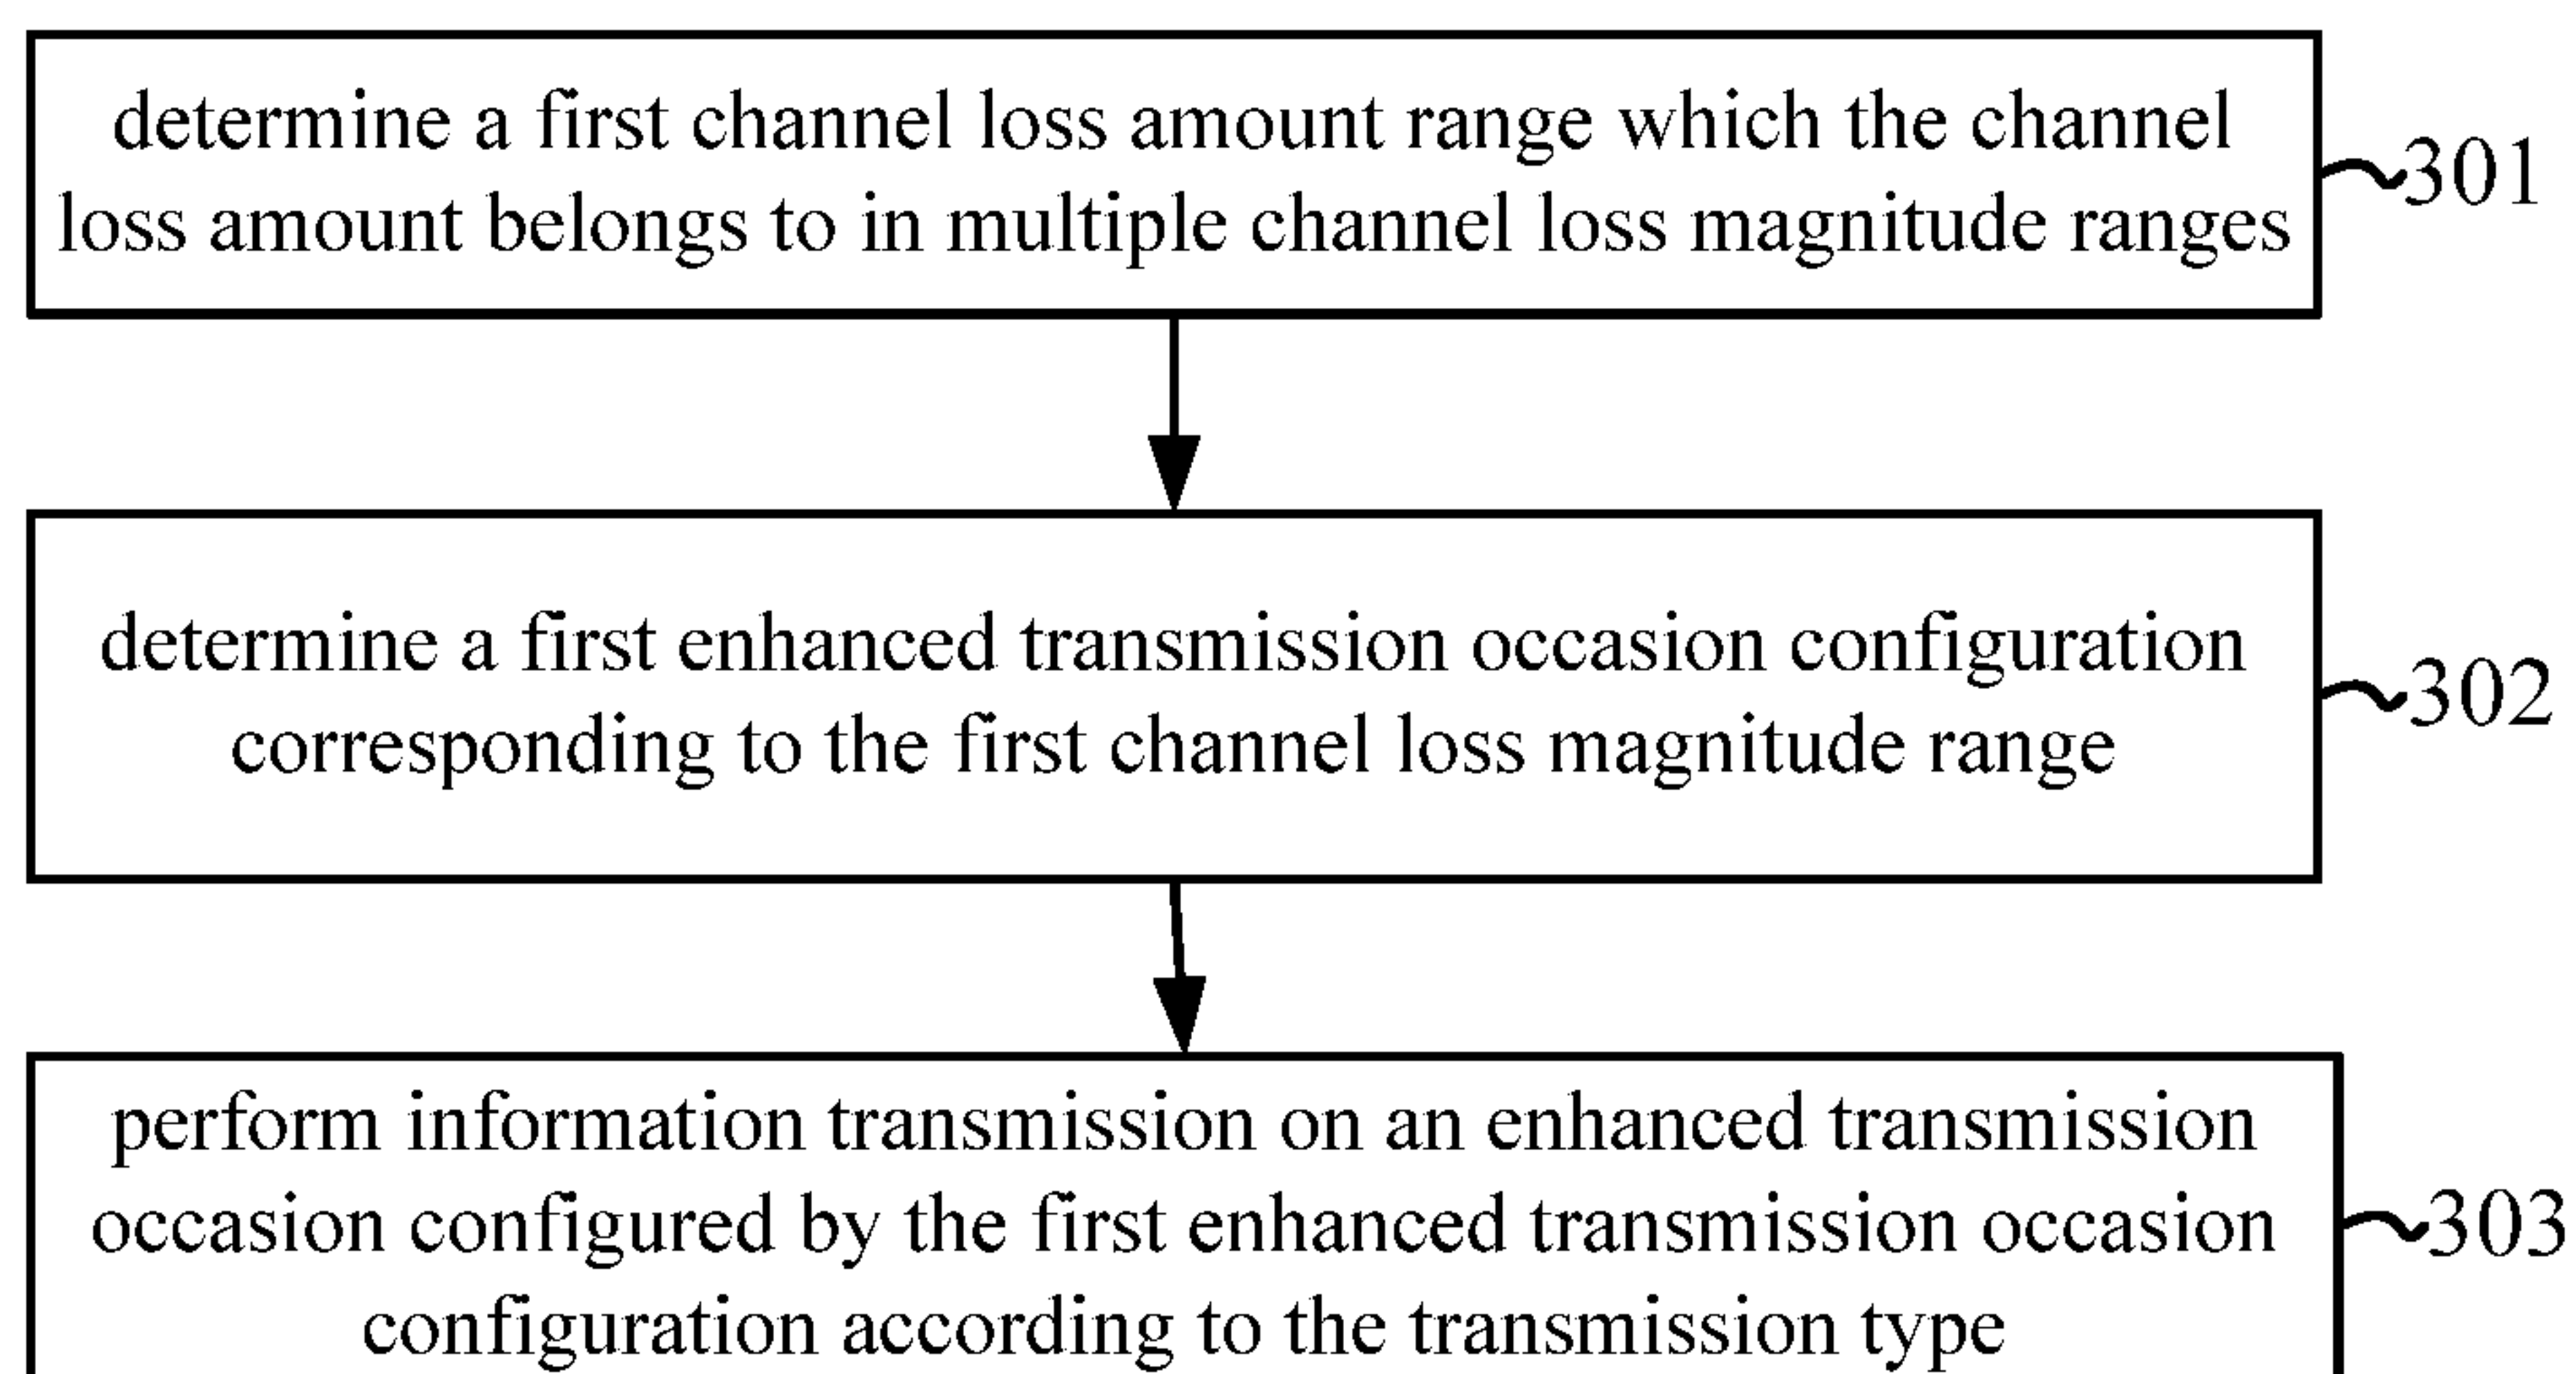 determine a first channel loss amount range which the channel
loss amount belongs to in multiple channel loss magnitude ranges
301
determine a first enhanced transmission occasion configuration
corresponding to the first channel loss magnitude range
302
perform information transmission on an enhanced transmission
occasion configured by the first enhanced transmission occasion
configuration according to the transmission type
303